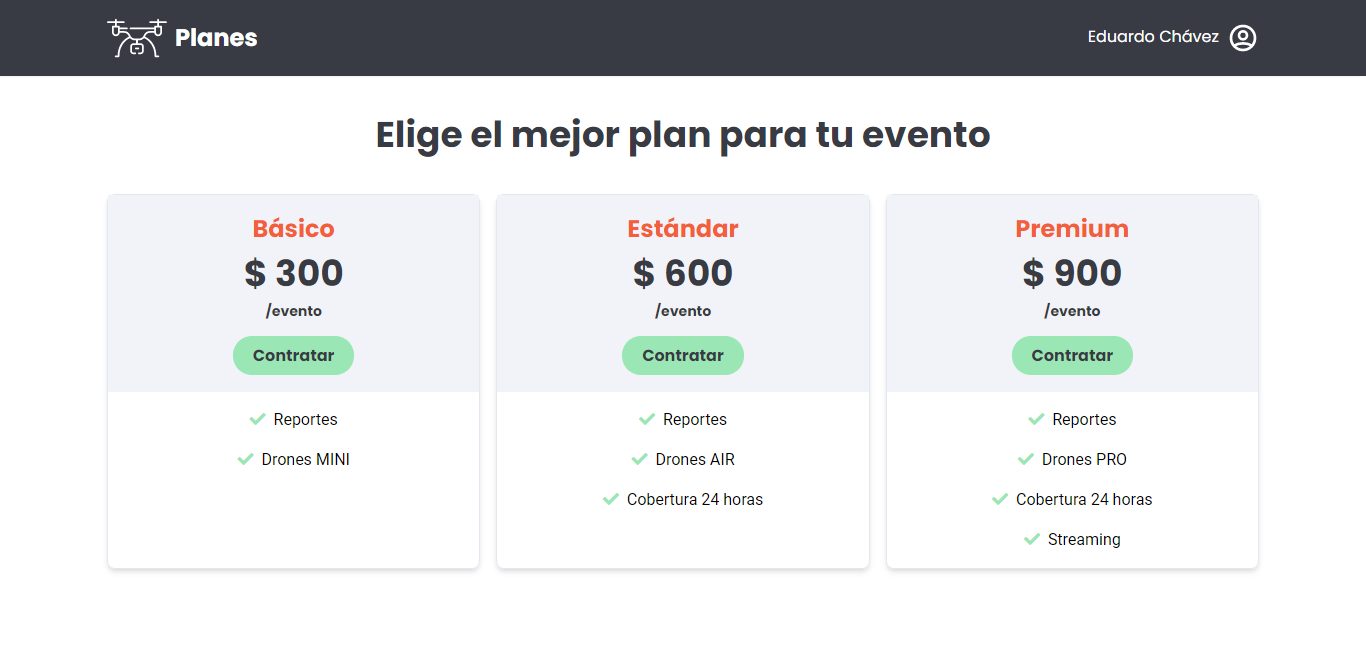 Planes
Eduardo Chávez
Elige el mejor plan para tu evento
Básico
$ 300
/evento
Contratar
Reportes
Drones MINI
Estándar
$ 600
/evento
Contratar
Reportes
Drones AIR
Cobertura 24 horas
Premium
$ 900
/evento
Contratar
Reportes
Drones PRO
Cobertura 24 horas
Streaming